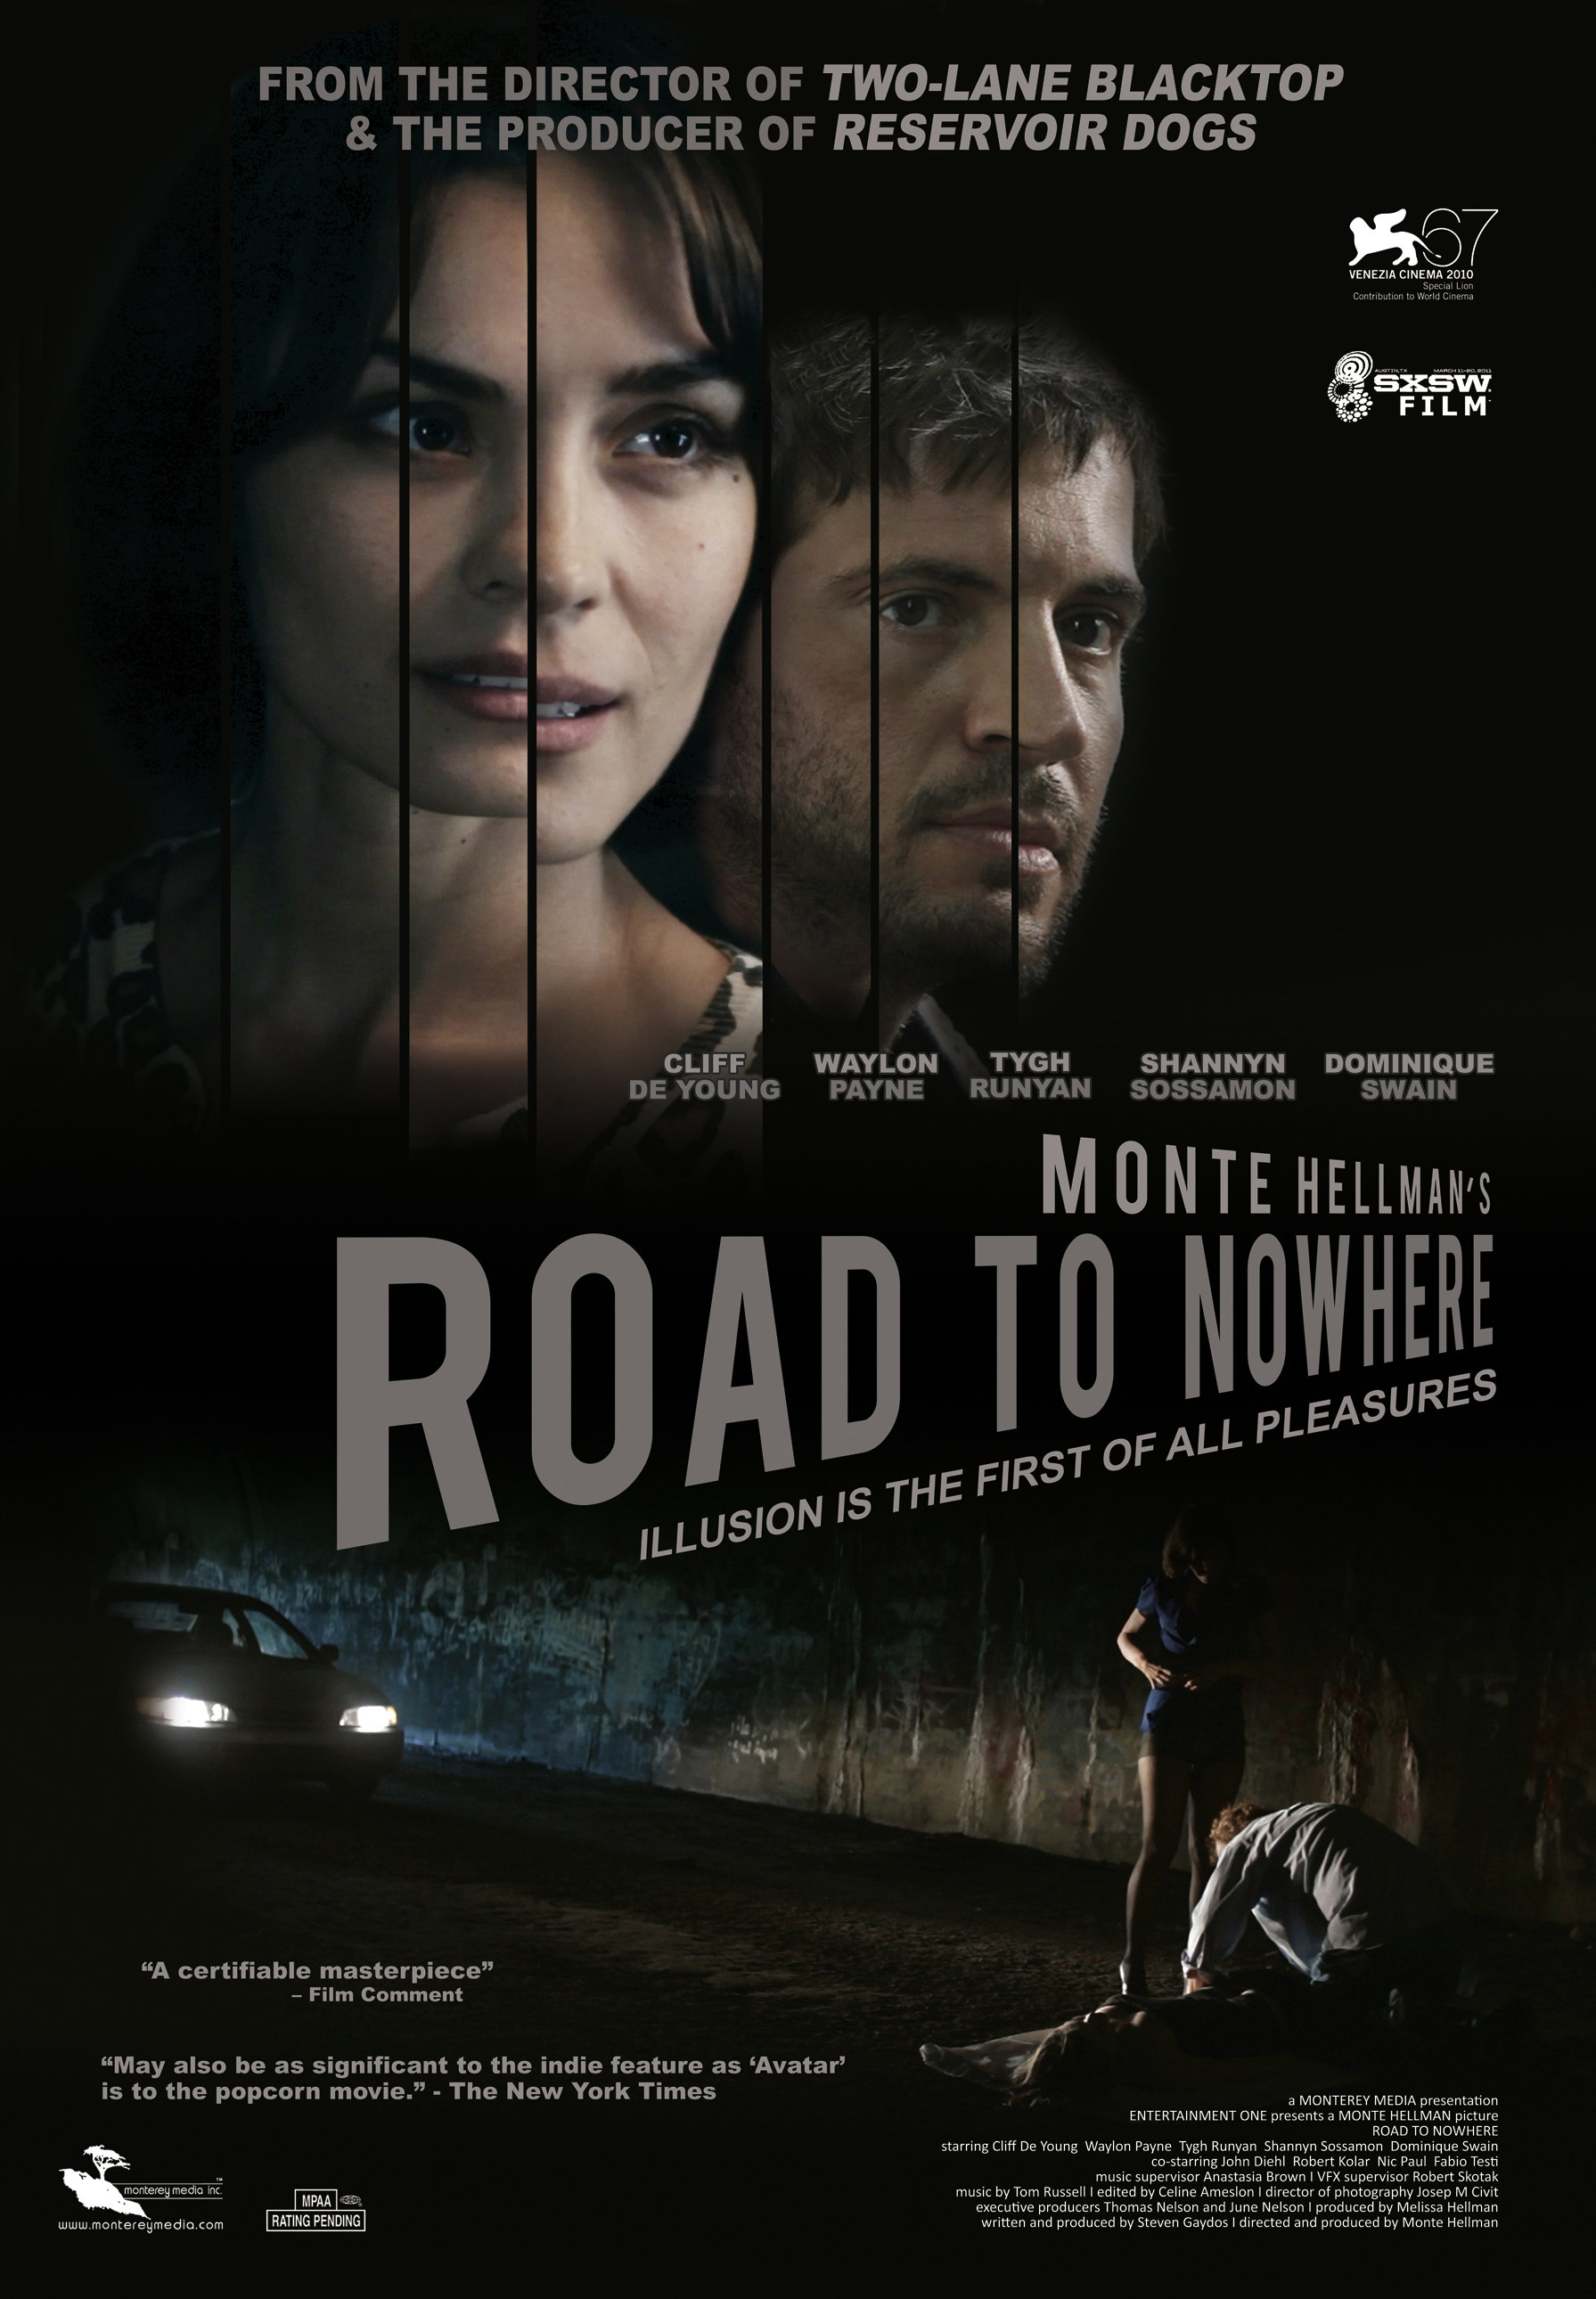 FROM THE DIRECTOR OF TWO-LANE BLACKTOP
& THE PRODUCER OF RESERVOIR DOGS
67
VENEZIA CINEMA 2010
Special Lion
Contribution to World Cinema
AUSTIN, TX MARCH 11-20, 2011
SXSW
FILM
CLIFF DE YOUNG
WAYLON PAYNE
TYGH RUNYAN
SHANNYN SOSSAMON
DOMINIQUE SWAIN
MONTE HELLMAN'S
ROAD TO NOWHERE
ILLUSION IS THE FIRST OF ALL PLEASURES
“A certifiable masterpiece”
– Film Comment
“May also be as significant to the indie feature as ‘Avatar’
is to the popcorn movie.” - The New York Times
a MONTEREY MEDIA presentation
ENTERTAINMENT ONE presents a MONTE HELLMAN picture
ROAD TO NOWHERE
starring Cliff De Young Waylon Payne Tygh Runyan Shannyn Sossamon Dominique Swain
co-starring John Diehl Robert Kolar Nic Paul Fabio Testi
music supervisor Anastasia Brown I VFX supervisor Robert Skotak
music by Tom Russell I edited by Celine Ameslon I director of photography Josep M Civit
executive producers Thomas Nelson and June Nelson I produced by Melissa Hellman
written and produced by Steven Gaydos I directed and produced by Monte Hellman
monterey media inc.™
www.montereymedia.com
MPAA
RATING PENDING